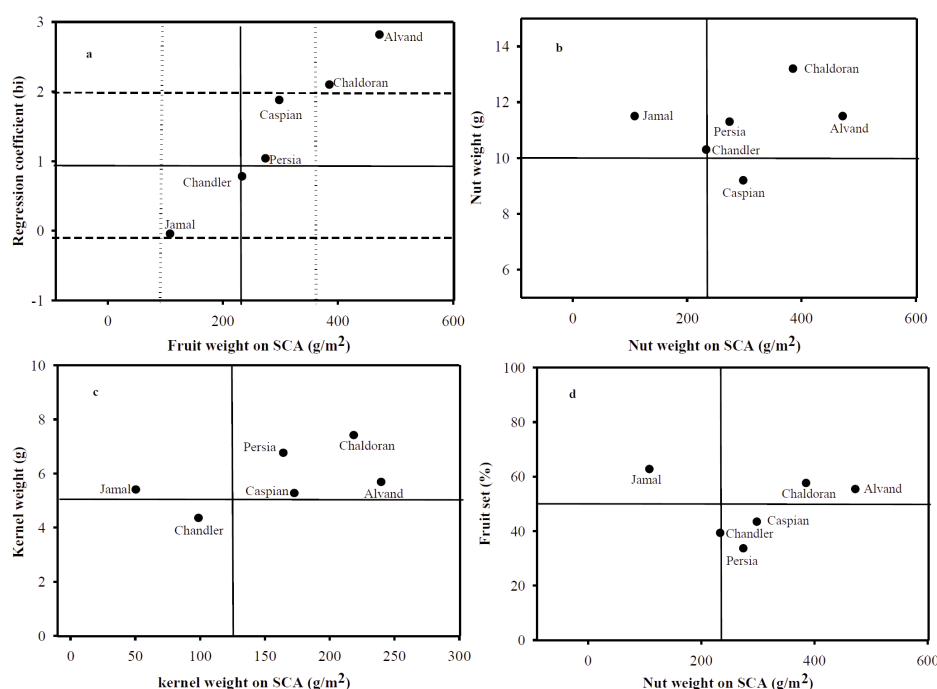 3
2
1
0
-1
Regression coefficient (bi)
a
Alvand
Chaldoran
Caspian
Persia
Chandler
Jamal
0
200
400
600
Fruit weight on SCA (g/m2)
14
12
10
8
6
Nut weight (g)
b
Chaldoran
Jamal
Persia
Alvand
Chandler
Caspian
0
200
400
600
Nut weight on SCA (g/m2)
10
8
6
4
2
0
Kernel weight (g)
c
Persia
Chaldoran
Jamal
Caspian
Alvand
Chandler
0
50
100
150
200
250
300
kernel weight on SCA (g/m2)
100
80
60
40
20
0
Fruit set (%)
d
Jamal
Chaldoran
Alvand
Caspian
Chandler
Persia
0
200
400
600
Nut weight on SCA (g/m2)